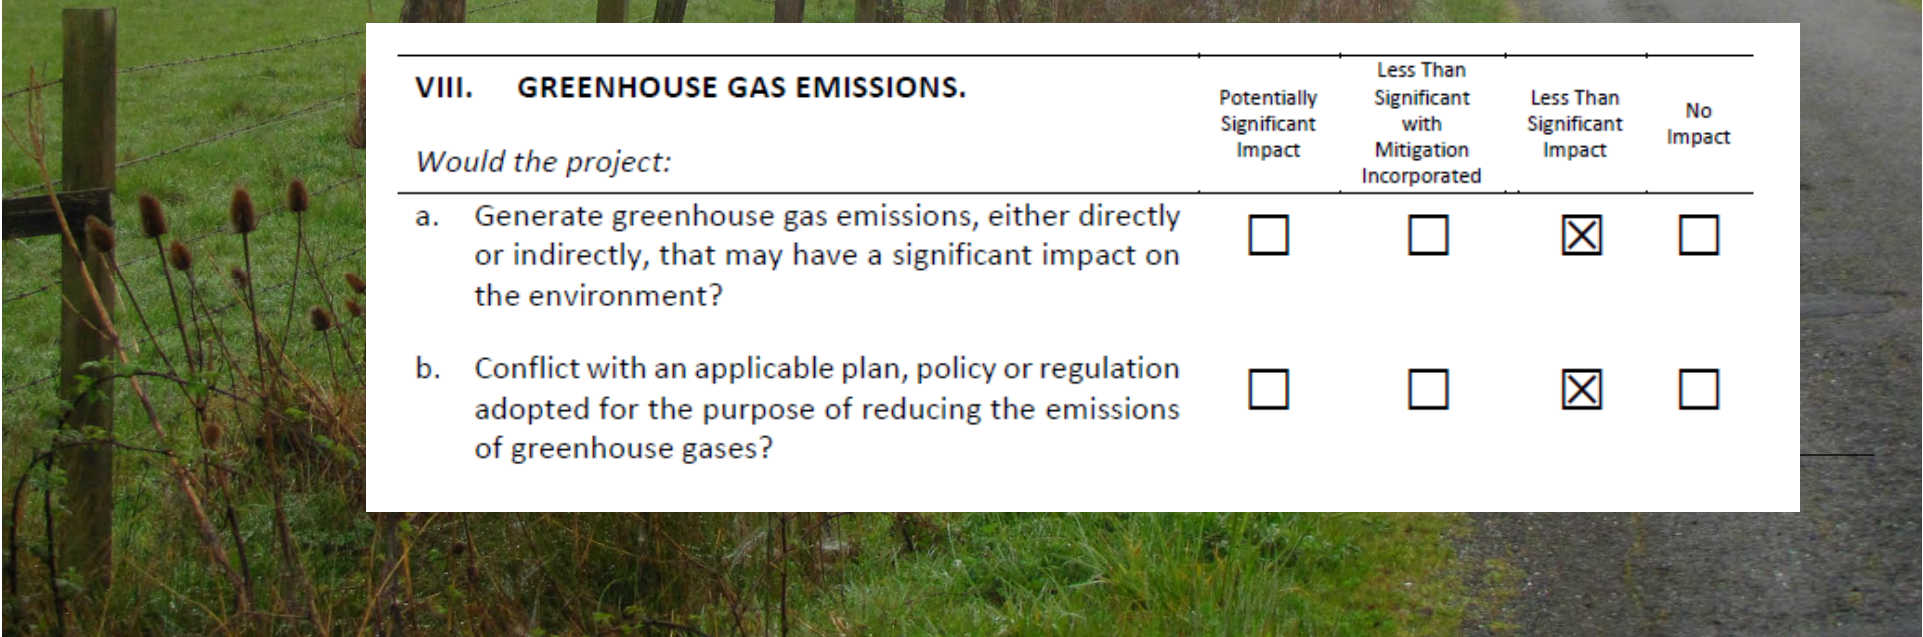 VIII. GREENHOUSE GAS EMISSIONS.
Would the project:
Potentially
Significant
Impact
Less Than
Significant
with
Mitigation
Incorporated
Less Than
Significant
Impact
No
Impact
a. Generate greenhouse gas emissions, either directly
or indirectly, that may have a significant impact on
the environment?
b. Conflict with an applicable plan, policy or regulation
adopted for the purpose of reducing the emissions
of greenhouse gases?